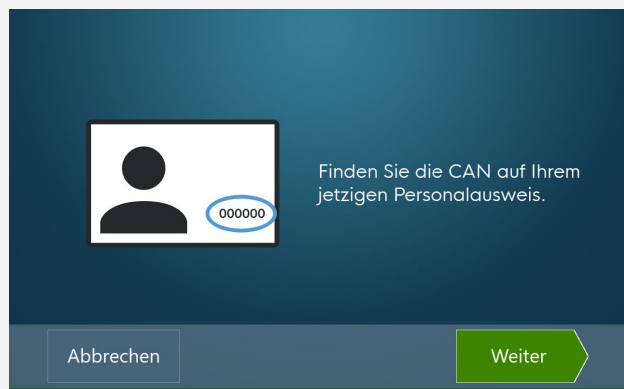 Finden Sie die CAN auf Ihrem
jetzigen Personalausweis.
000000
Abbrechen
Weiter